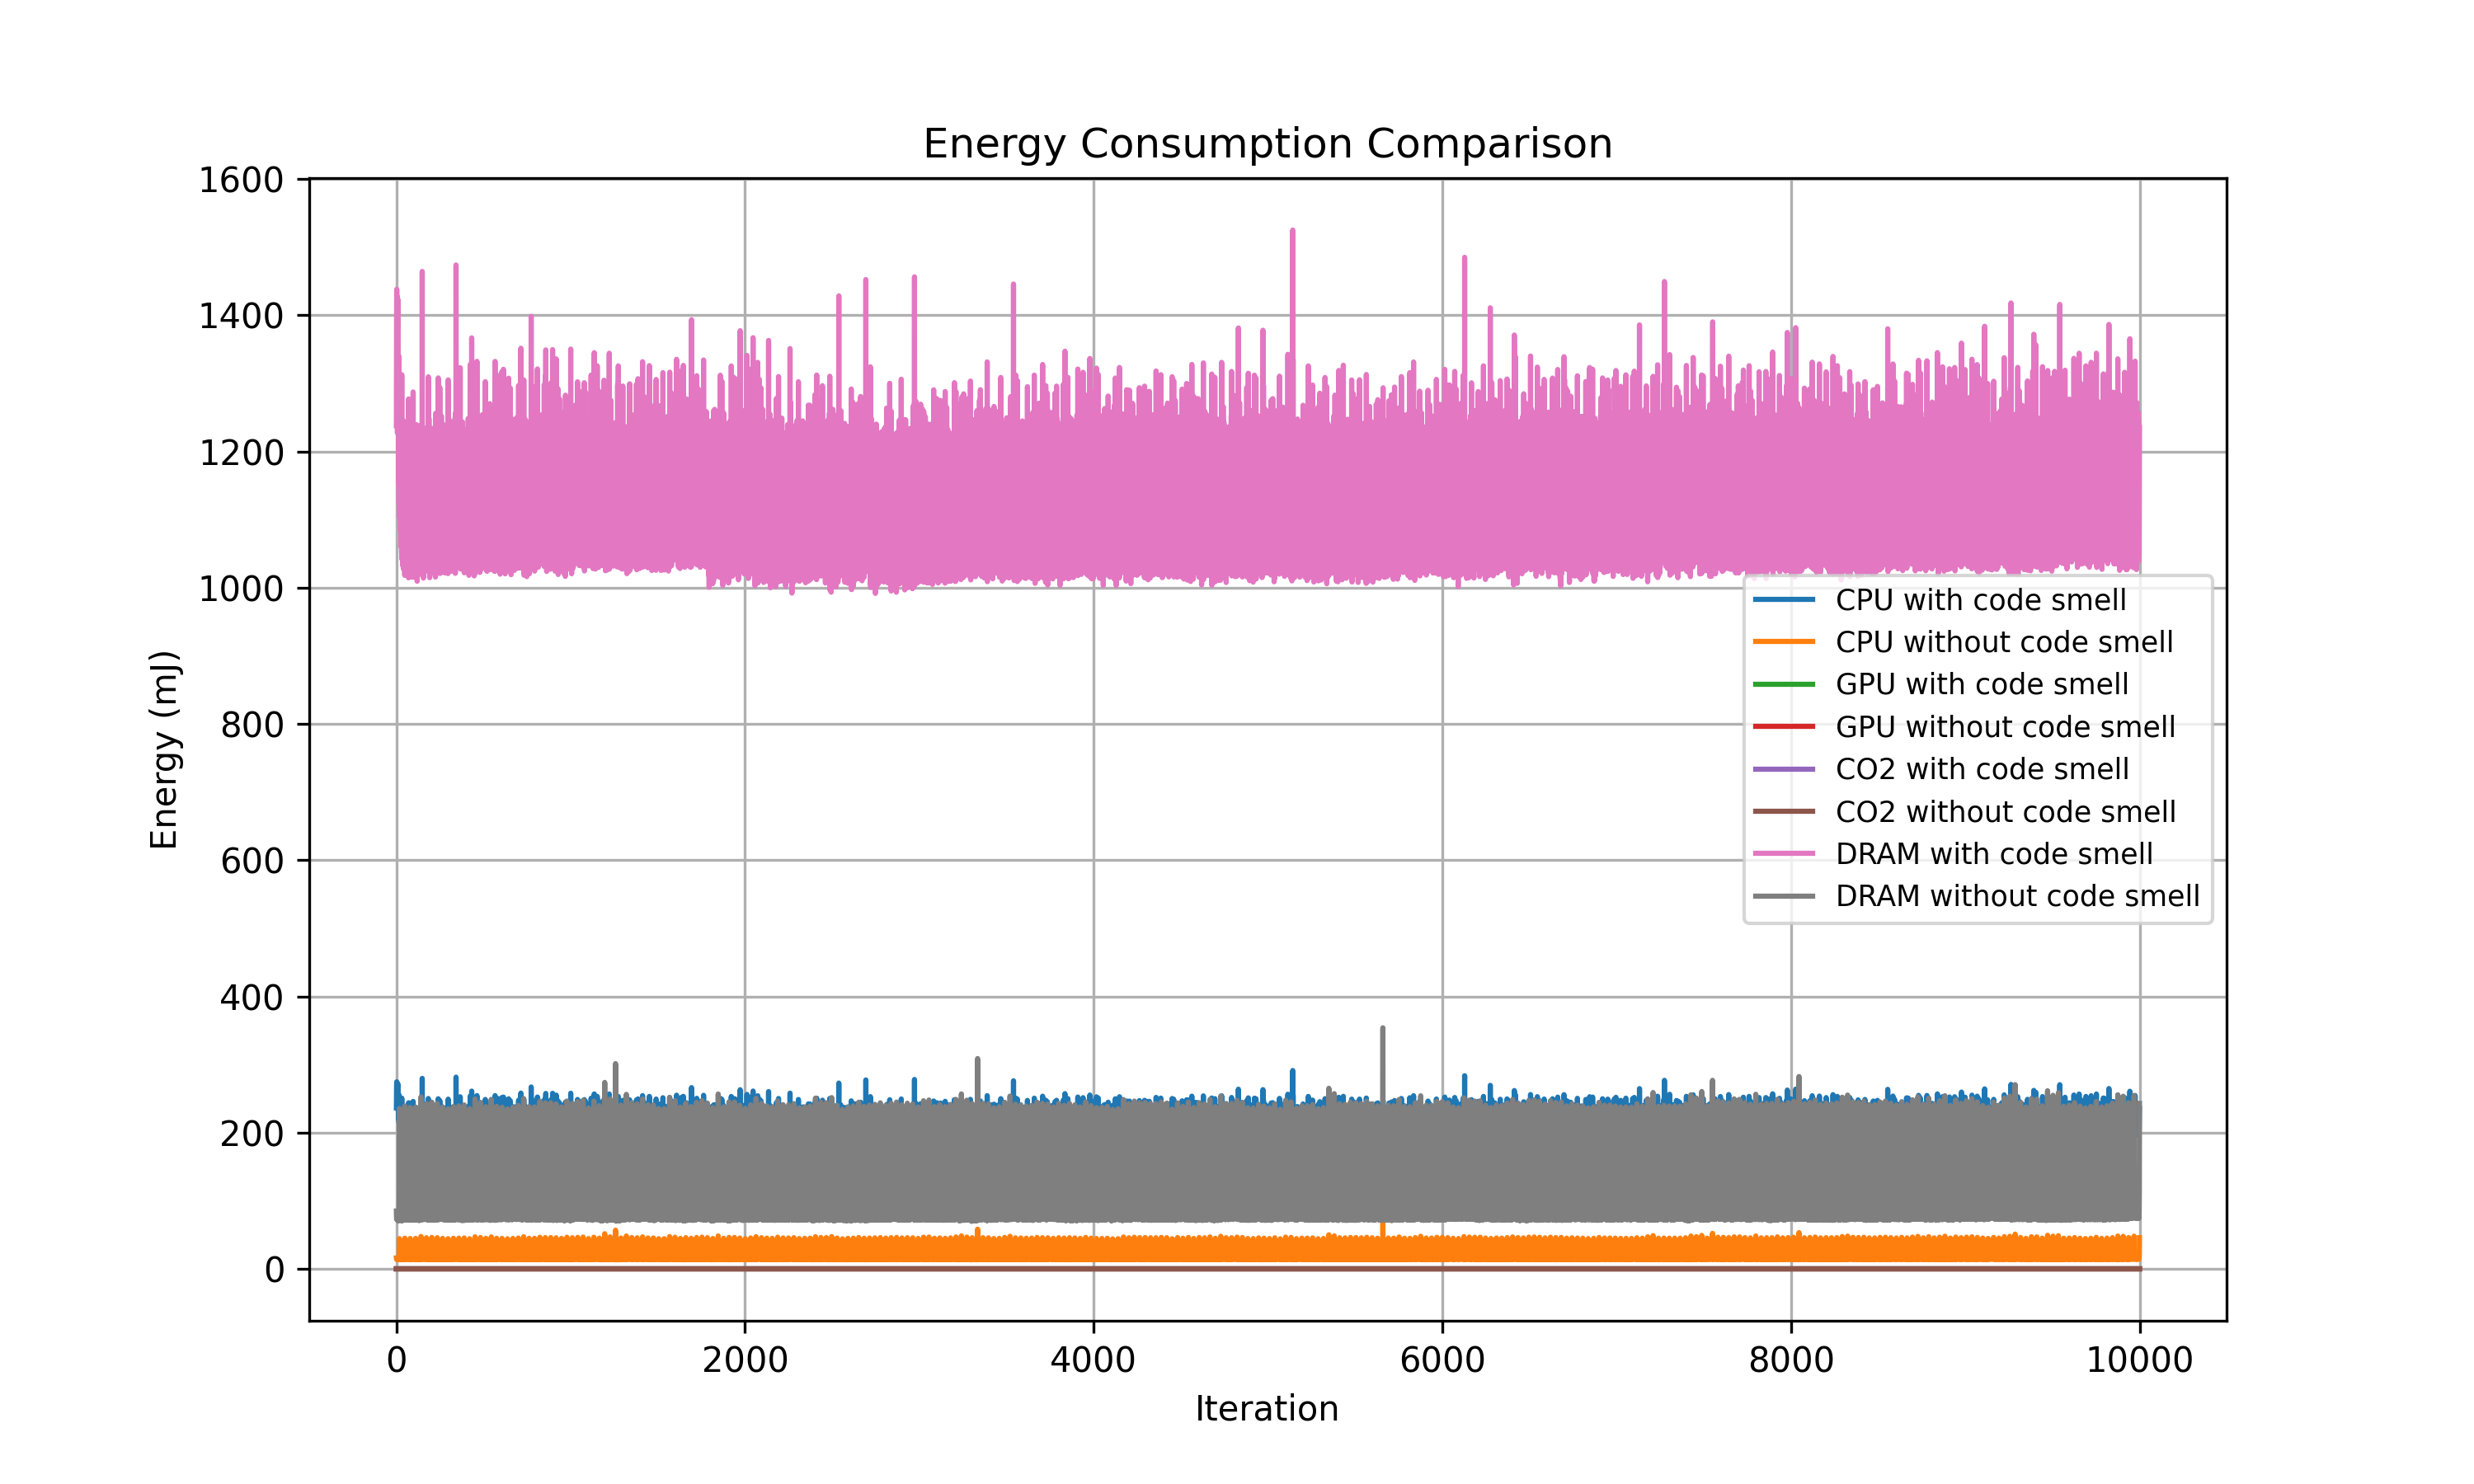 Energy Consumption Comparison
1600
1400
1200
1000
800
600
400
200
0
Energy (mJ)
CPU with code smell
CPU without code smell
GPU with code smell
GPU without code smell
CO2 with code smell
CO2 without code smell
DRAM with code smell
DRAM without code smell
0 2000 4000 6000 8000 10000
Iteration